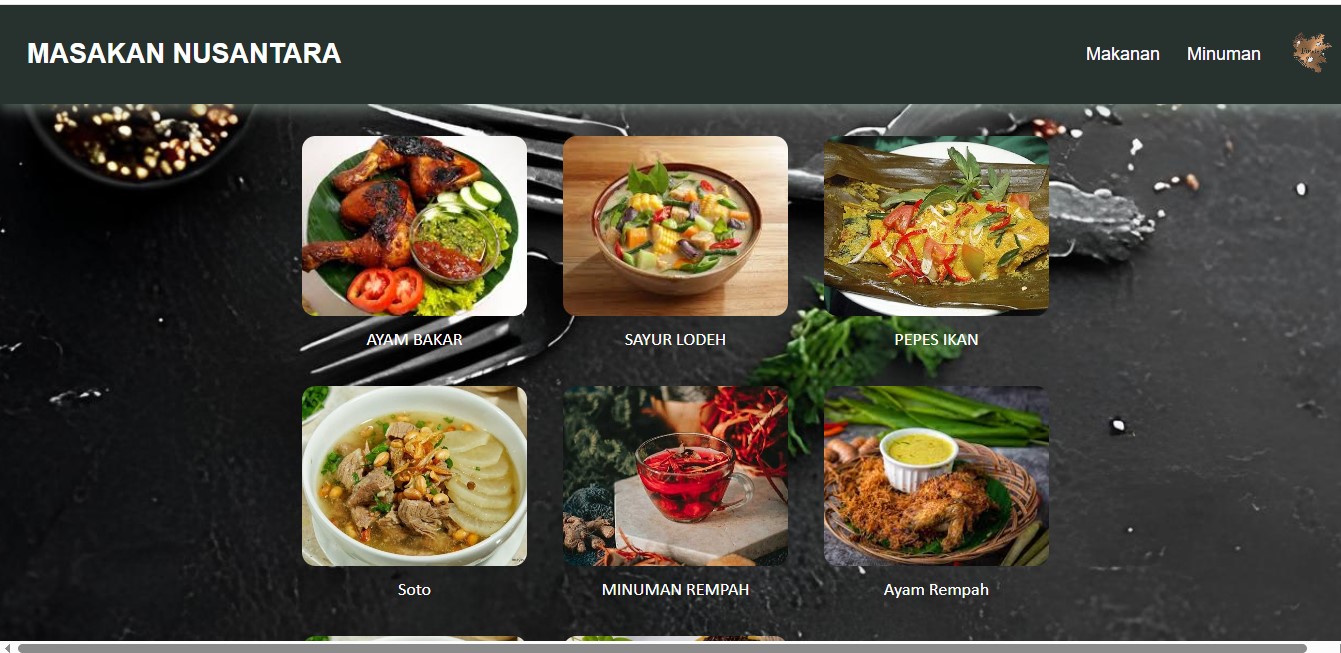 MASAKAN NUSANTARA
Makanan
Minuman
AYAM BAKAR
SAYUR LODEH
PEPES IKAN
Soto
MINUMAN REMPAH
Ayam Rempah